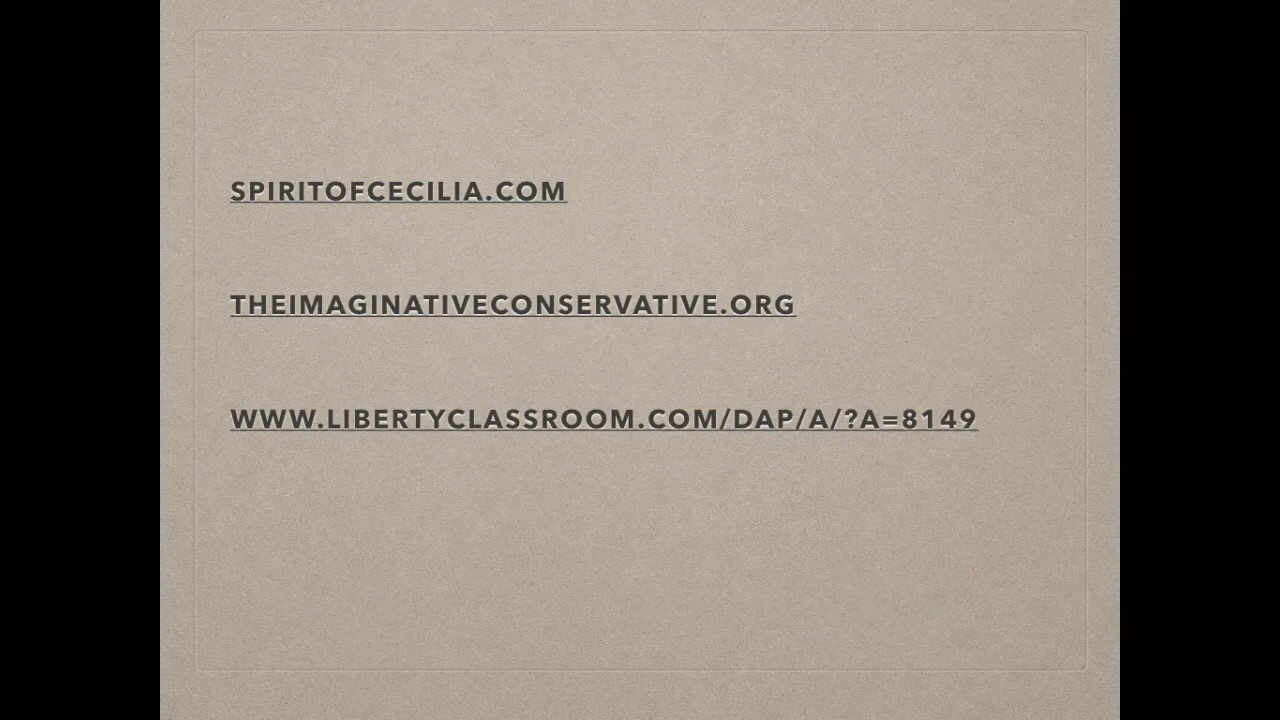 SPIRITOFCECILIA.COM
THEIMAGINATIVECONSERVATIVE.ORG
WWW.LIBERTYCLASSROOM.COM/DAP/A/?A=8149